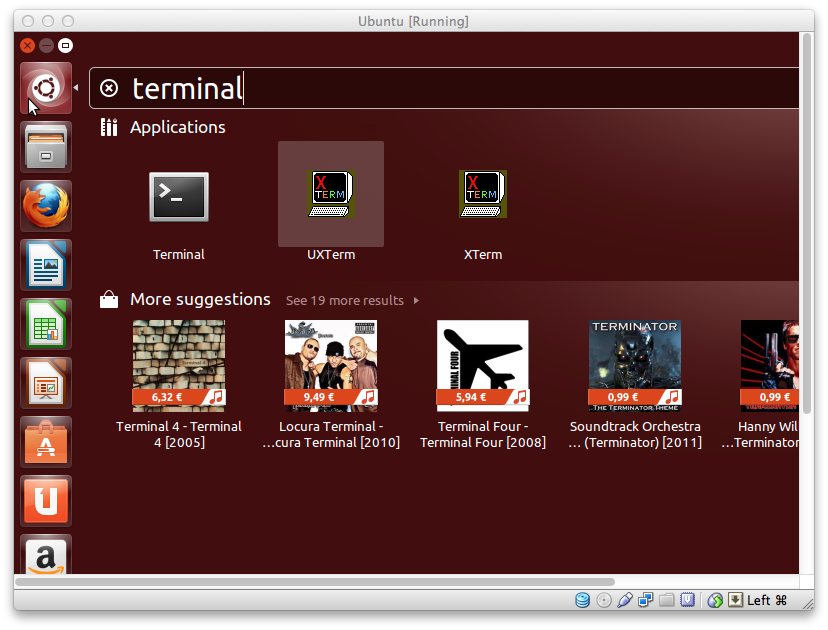 Ubuntu [Running]
terminal
Applications
>_
X
TERM
X
TERM
Terminal
UXTerm
XTerm
More suggestions
See 19 more results
TERMINATOR
THE TERMINATOR THEME
6,32 €
9,49 €
5,94 €
0,99 €
0,99 €
Terminal 4 - Terminal
4 [2005]
Locura Terminal -
...cura Terminal [2010]
Terminal Four -
Terminal Four [2008]
Soundtrack Orchestra
... (Terminator) [2011]
Hanny Wil
...Terminator
A
U
a
Left ⌘